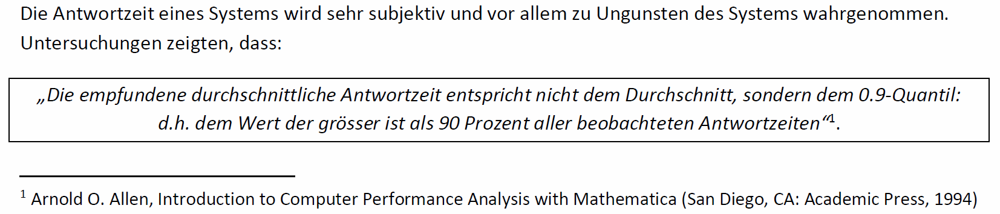 Die Antwortzeit eines Systems wird sehr subjektiv und vor allem zu Ungunsten des Systems wahrgenommen.
Untersuchungen zeigten, dass:
„Die empfundene durchschnittliche Antwortzeit entspricht nicht dem Durchschnitt, sondern dem 0.9-Quantil:
d.h. dem Wert der grösser ist als 90 Prozent aller beobachteten Antwortzeiten“¹.
¹ Arnold O. Allen, Introduction to Computer Performance Analysis with Mathematica (San Diego, CA: Academic Press, 1994)